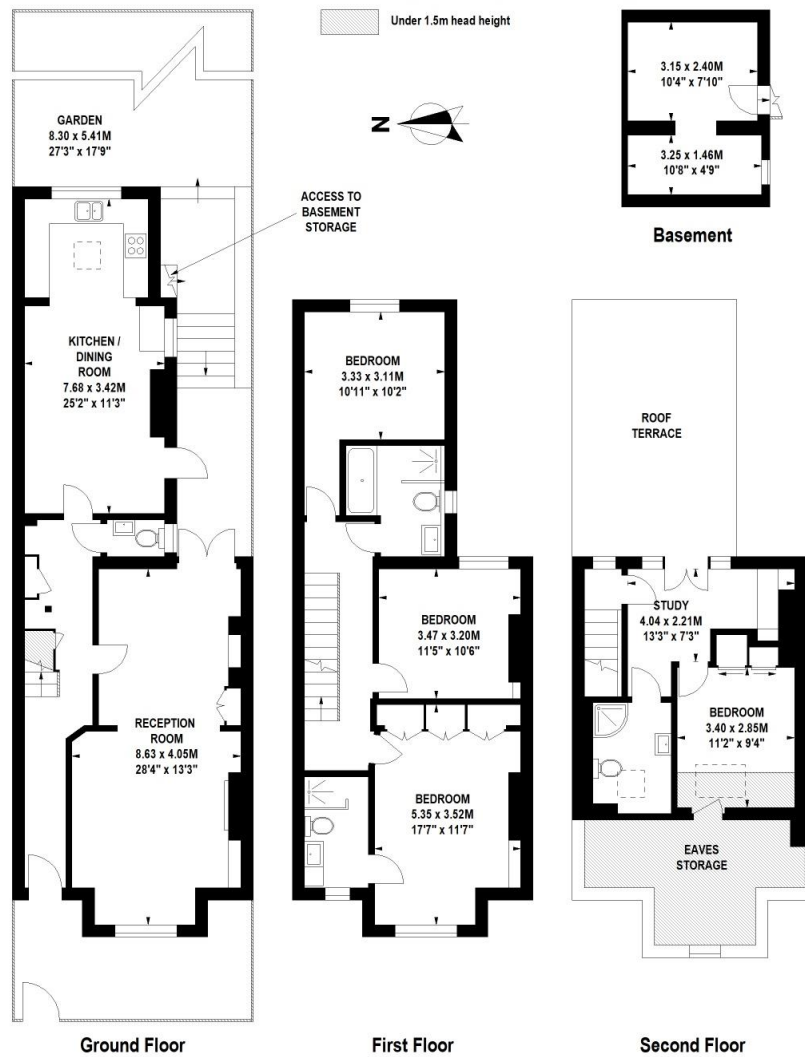 Under 1.5m head height
GARDEN
8.30 x 5.41M
27'3" x 17'9"
N
ACCESS TO
BASEMENT
STORAGE
3.15 x 2.40M
10'4" x 7'10"
3.25 x 1.46M
10'8" x 4'9"
Basement
KITCHEN /
DINING
ROOM
7.68 x 3.42M
25'2" x 11'3"
RECEPTION
ROOM
8.63 x 4.05M
28'4" x 13'3"
Ground Floor
BEDROOM
3.33 x 3.11M
10'11" x 10'2"
BEDROOM
3.47 x 3.20M
11'5" x 10'6"
BEDROOM
5.35 x 3.52M
17'7" x 11'7"
First Floor
ROOF
TERRACE
STUDY
4.04 x 2.21M
13'3" x 7'3"
BEDROOM
3.40 x 2.85M
11'2" x 9'4"
EAVES
STORAGE
Second Floor